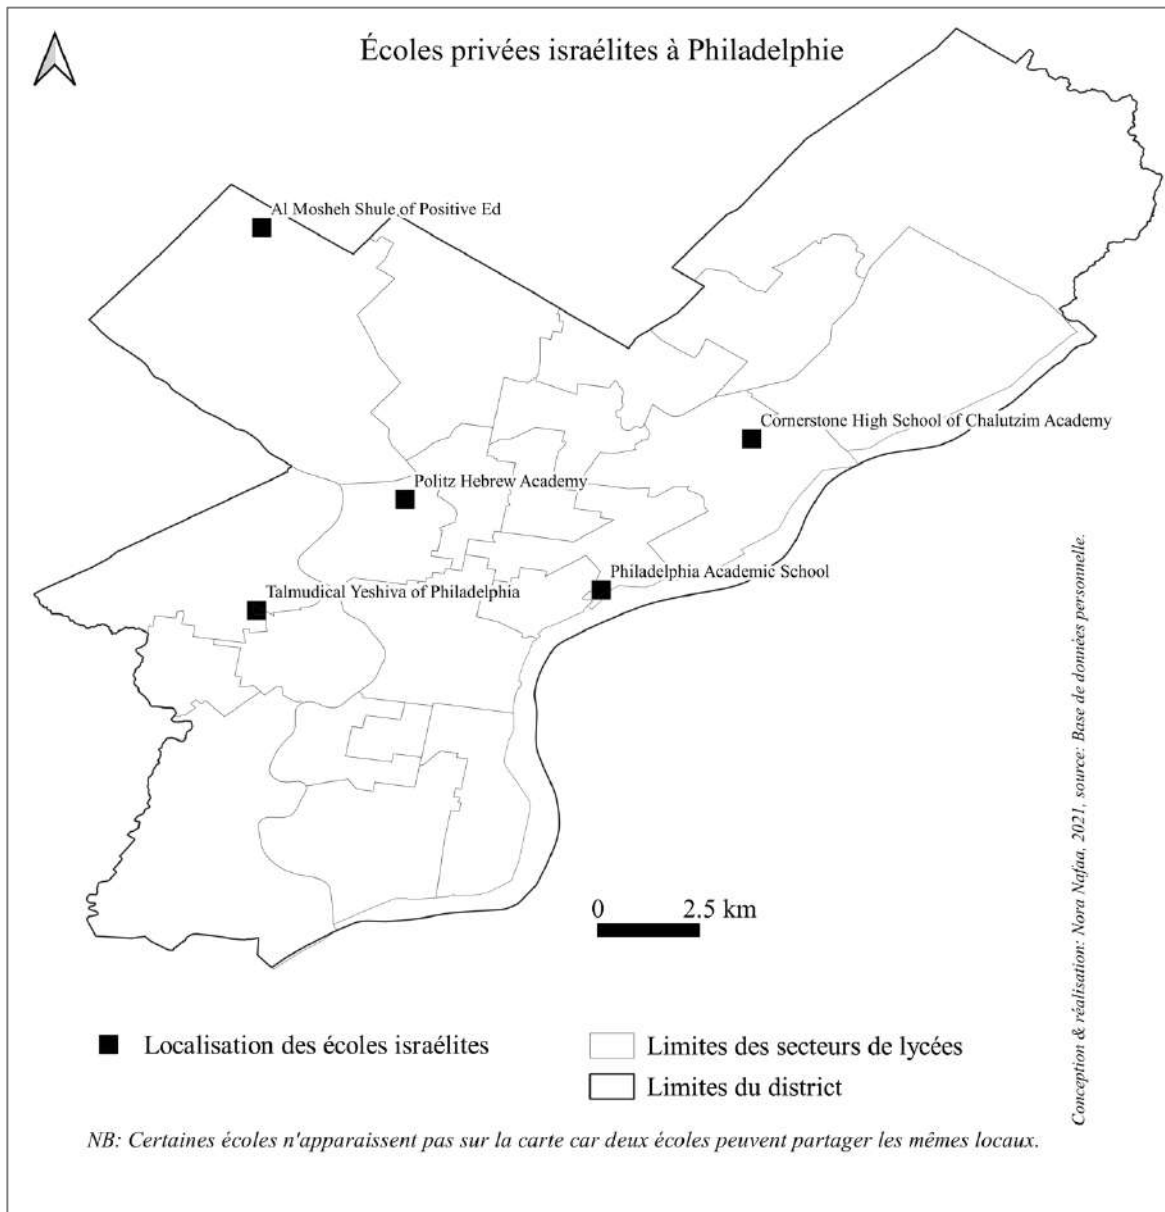 Écoles privées israélites à Philadelphie
Al Mosheh Shule of Positive Ed
Cornerstone High School of Chalutzim Academy
Politz Hebrew Academy
Philadelphia Academic School
Talmudical Yeshiva of Philadelphia
0 2.5 km
Conception & réalisation: Nora Nafaa, 2021, source: Base de données personnelle.
Localisation des écoles israélites
Limites des secteurs de lycées
Limites du district
NB: Certaines écoles n'apparaissent pas sur la carte car deux écoles peuvent partager les mêmes locaux.